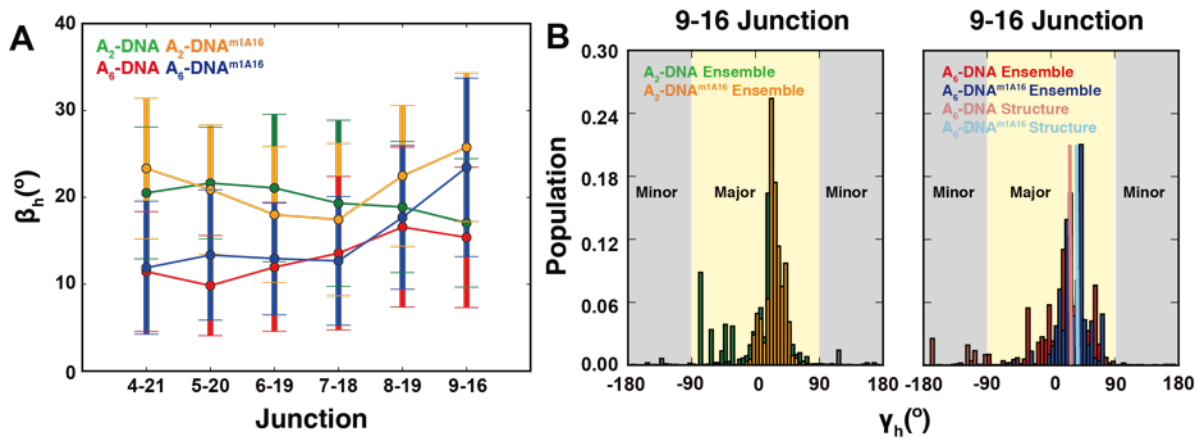 A
A₂-DNA A₂-DNAᵐ¹ᴬ¹⁶
A₆-DNA A₆-DNAᵐ¹ᴬ¹⁶
βₕ(°)
40
30
20
10
0
4-21 5-20 6-19 7-18 8-19 9-16
Junction
B
9-16 Junction
A₂-DNA Ensemble
A₂-DNAᵐ¹ᴬ¹⁶ Ensemble
Minor Major Minor
Population
0.30
0.24
0.18
0.12
0.06
0.00
-180 -90 0 90 180
9-16 Junction
A₆-DNA Ensemble
A₆-DNAᵐ¹ᴬ¹⁶ Ensemble
A₆-DNA Structure
A₆-DNAᵐ¹ᴬ¹⁶ Structure
Minor Major Minor
-180 -90 0 90 180
γₕ(°)